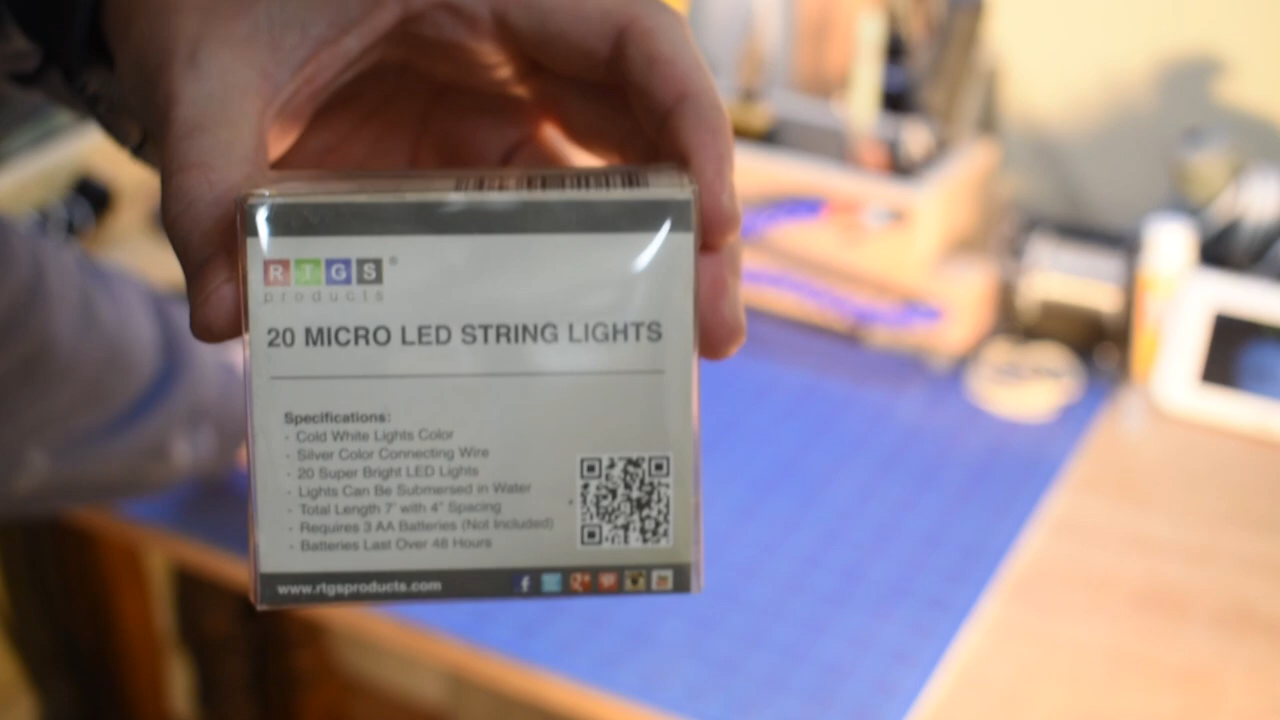 RTGS®
products
20 MICRO LED STRING LIGHTS
Specifications:
- Cold White Lights Color
- Silver Color Connecting Wire
- 20 Super Bright LED Lights
- Lights Can Be Submersed in Water
- Total Length 7' with 4" Spacing
- Requires 3 AA Batteries (Not Included)
- Batteries Last Over 48 Hours
www.rtgsproducts.com